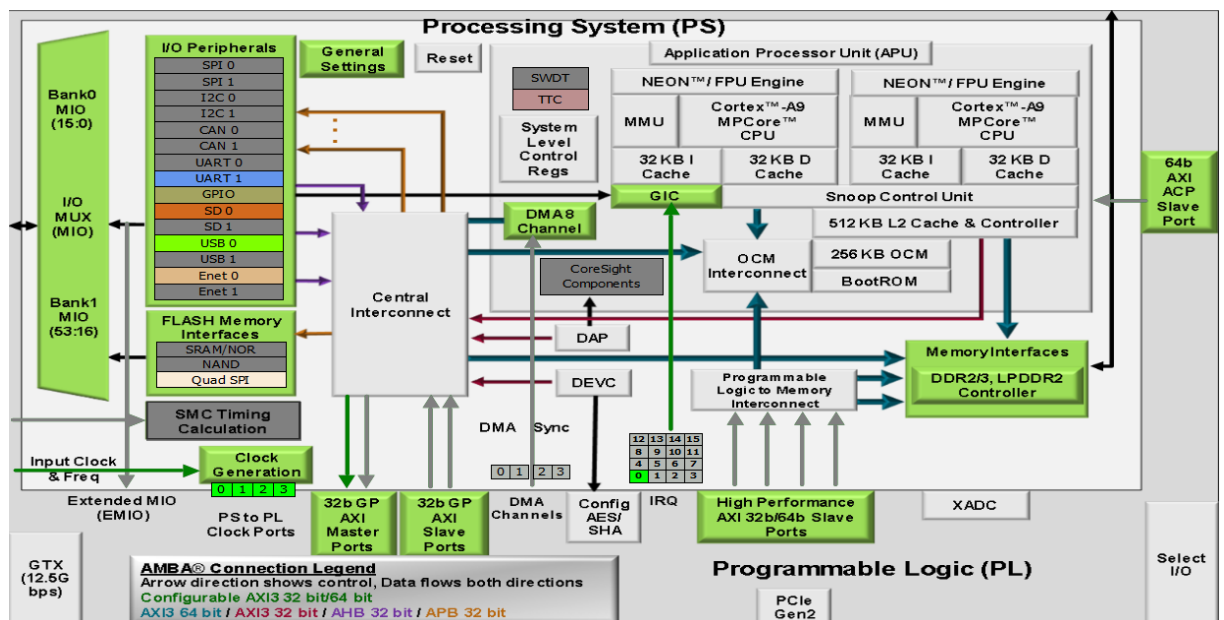 Processing System (PS)
Bank0
MIO
(15:0)
I/O
MUX
(MIO)
Bank1
MIO
(53:16)
I/O Peripherals
SPI 0
SPI 1
I2C 0
I2C 1
CAN 0
CAN 1
UART 0
UART 1
GPIO
SD 0
SD 1
USB 0
USB 1
Enet 0
Enet 1
FLASH Memory
Interfaces
SRAM/NOR
NAND
Quad SPI
SMC Timing
Calculation
General
Settings
Reset
Application Processor Unit (APU)
SWDT
TTC
System
Level
Control
Regs
NEON™/ FPU Engine
MMU
Cortex™-A9
MPCore™
CPU
32 KB I
Cache
32 KB D
Cache
NEON™/ FPU Engine
MMU
Cortex™-A9
MPCore™
CPU
32 KB I
Cache
32 KB D
Cache
GIC
Snoop Control Unit
DMA8
Channel
512 KB L2 Cache & Controller
OCM
Interconnect
256 KB OCM
BootROM
CoreSight
Components
64b
AXI
ACP
Slave
Port
Central
Interconnect
DAP
DEVC
Programmable
Logic to Memory
Interconnect
Memory Interfaces
DDR2/3, LPDDR2
Controller
Input Clock
& Freq
Clock
Generation
0 1 2 3
DMA Sync
0 1 2 3
12 13 14 15
8 9 10 11
4 5 6 7
0 1 2 3
Extended MIO
(EMIO)
PS to PL
Clock Ports
32b GP
AXI
Master
Ports
32b GP
AXI
Slave
Ports
DMA
Channels
Config
AES/
SHA
IRQ
High Performance
AXI 32b/64b Slave
Ports
XADC
GTX
(12.5G
bps)
AMBA® Connection Legend
Arrow direction shows control, Data flows both directions
Configurable AXI3 32 bit/64 bit
AXI3 64 bit / AXI3 32 bit / AHB 32 bit / APB 32 bit
Programmable Logic (PL)
PCIe
Gen2
Select
I/O